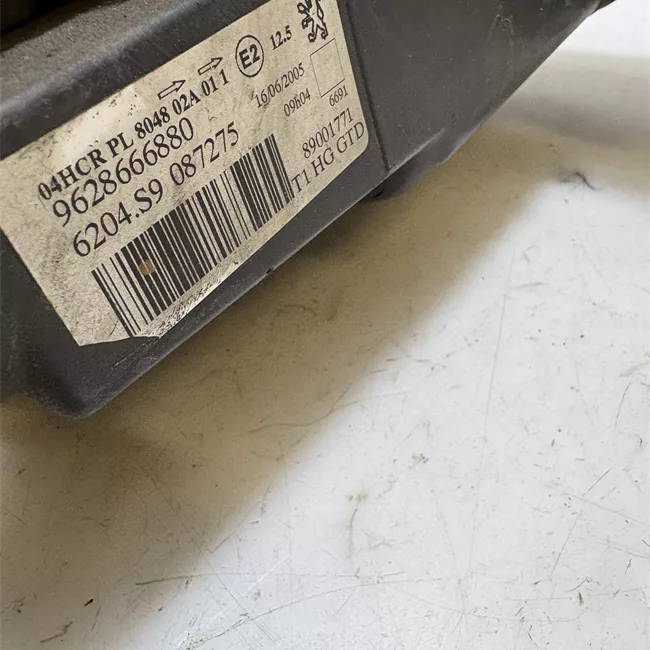 04HCR PL 8048 02A 01 1 E2 12.5
9628666880 16/06/2005
6204.S9 087275 09h04 6691
89001771
T1 HG GTD